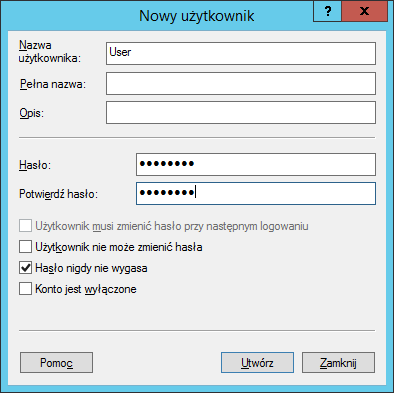 Nowy użytkownik
? x
Nazwa
użytkownika: User
Pełna nazwa:
Opis:
Hasło: ●●●●●●●●
Potwierdź hasło: ●●●●●●●●
Użytkownik musi zmienić hasło przy następnym logowaniu
Użytkownik nie może zmienić hasła
Hasło nigdy nie wygasa
Konto jest wyłączone
Pomoc Utwórz Zamknij